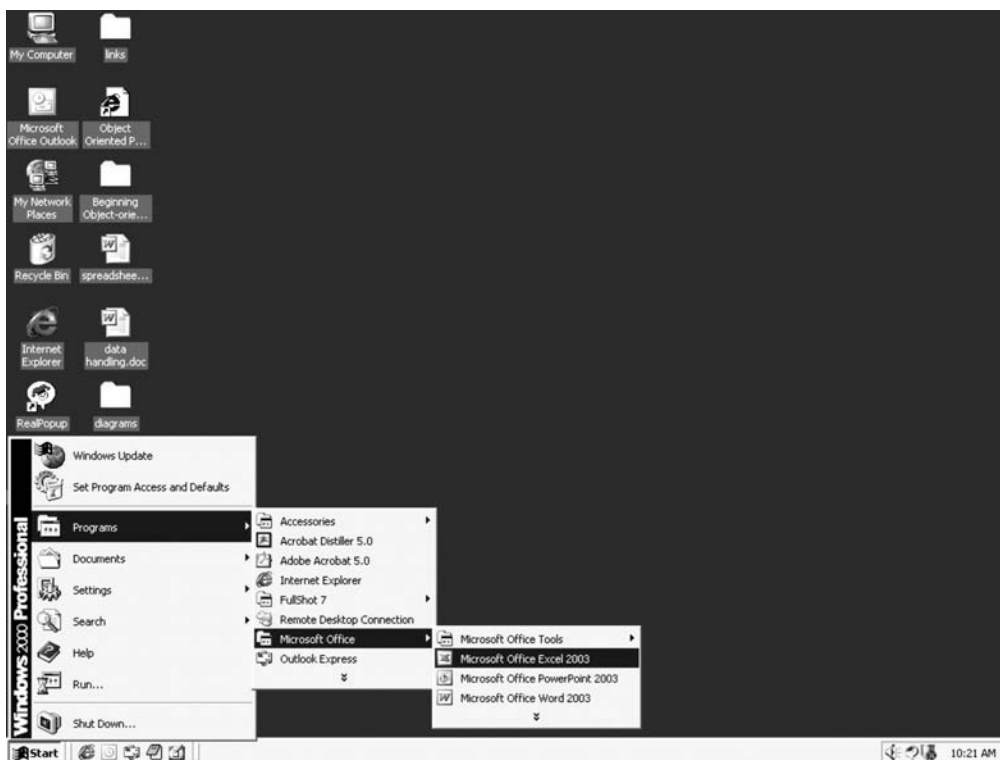 My Computer
links
Microsoft
Office Outlook
Object
Oriented P...
My Network
Places
Beginning
Object-orie...
Recycle Bin
spreadshee...
Internet
Explorer
data
handling.doc
RealPopup
diagrams
Windows 2000 Professional
Windows Update
Set Program Access and Defaults
Programs
Documents
Settings
Search
Help
Run...
Shut Down...
Accessories
Acrobat Distiller 5.0
Adobe Acrobat 5.0
Internet Explorer
FullShot 7
Remote Desktop Connection
Microsoft Office
Outlook Express
Microsoft Office Tools
Microsoft Office Excel 2003
Microsoft Office PowerPoint 2003
Microsoft Office Word 2003
Start
10:21 AM